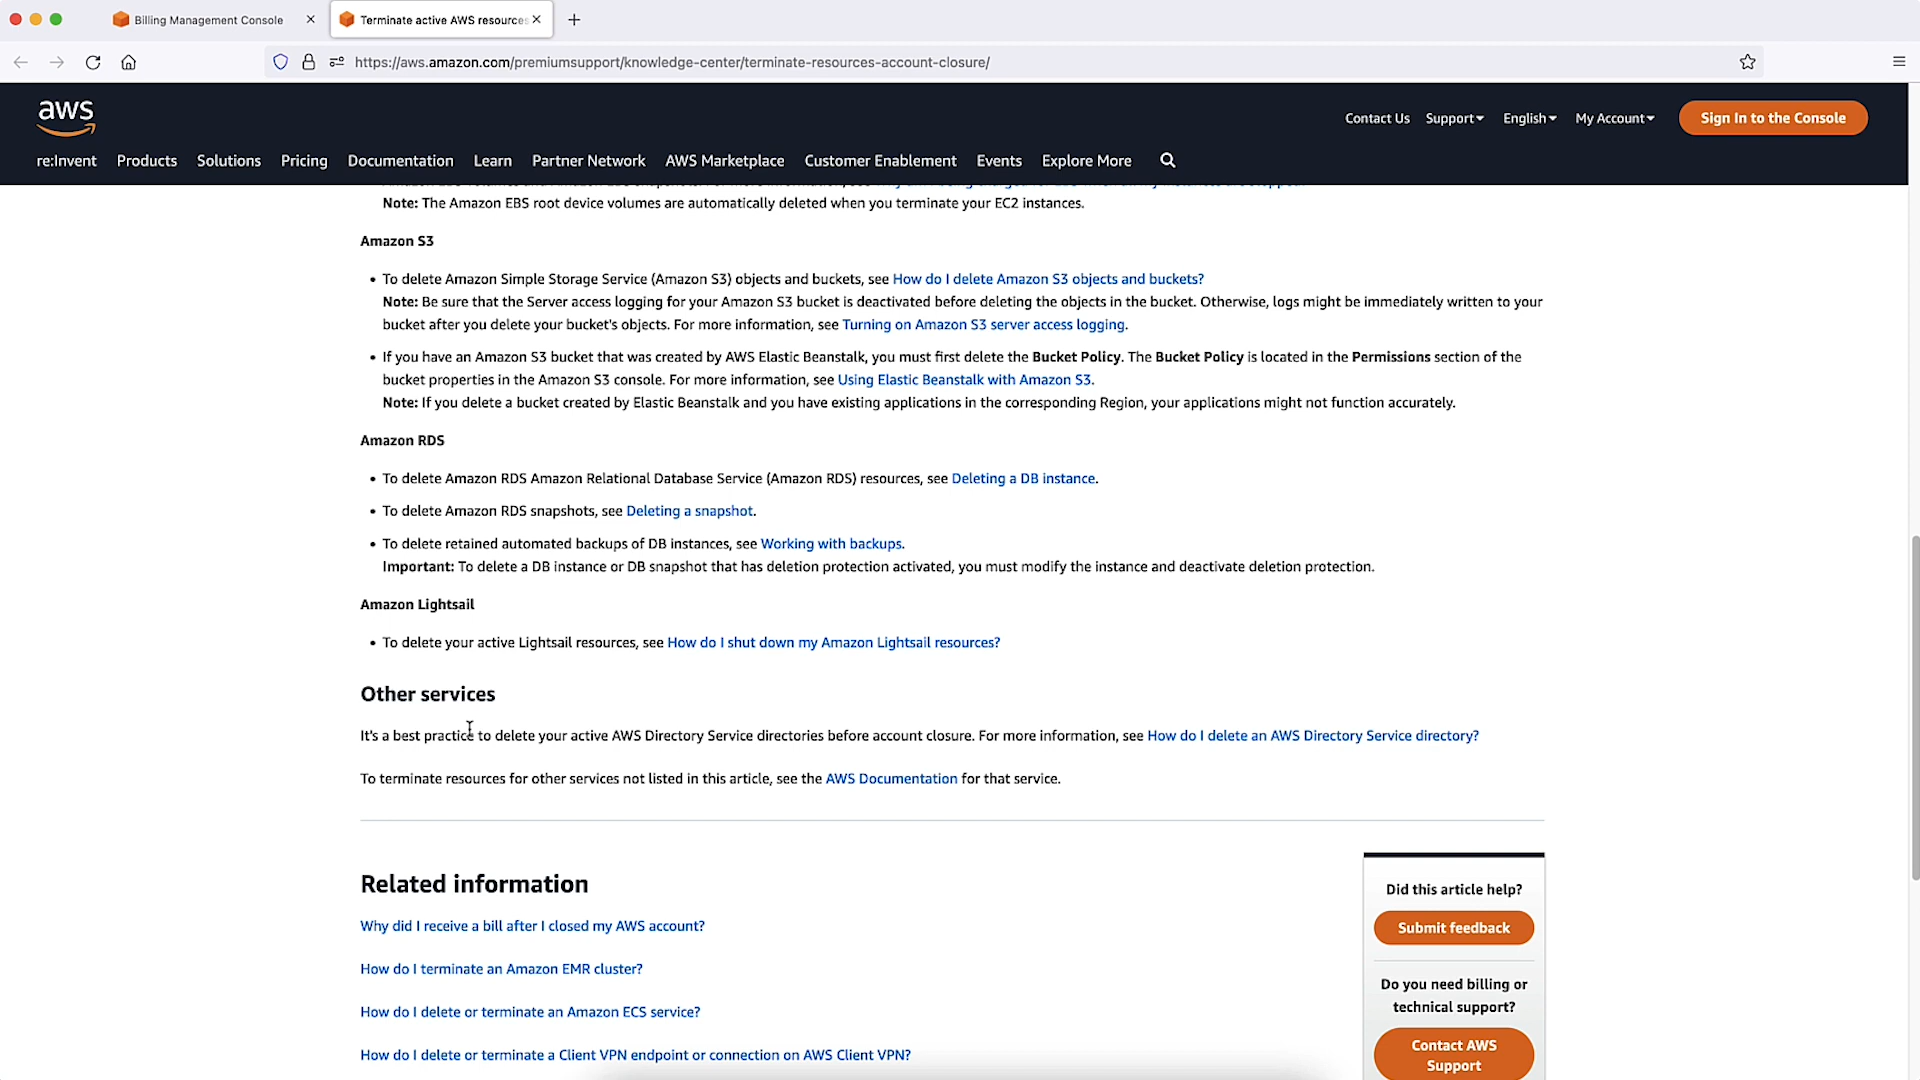 Billing Management Console
Terminate active AWS resources
https://aws.amazon.com/premiumsupport/knowledge-center/terminate-resources-account-closure/
aws
Contact Us Support English My Account Sign In to the Console
re:Invent Products Solutions Pricing Documentation Learn Partner Network AWS Marketplace Customer Enablement Events Explore More
Note: The Amazon EBS root device volumes are automatically deleted when you terminate your EC2 instances.
Amazon S3
• To delete Amazon Simple Storage Service (Amazon S3) objects and buckets, see How do I delete Amazon S3 objects and buckets?
Note: Be sure that the Server access logging for your Amazon S3 bucket is deactivated before deleting the objects in the bucket. Otherwise, logs might be immediately written to your
bucket after you delete your bucket's objects. For more information, see Turning on Amazon S3 server access logging.
• If you have an Amazon S3 bucket that was created by AWS Elastic Beanstalk, you must first delete the Bucket Policy. The Bucket Policy is located in the Permissions section of the
bucket properties in the Amazon S3 console. For more information, see Using Elastic Beanstalk with Amazon S3.
Note: If you delete a bucket created by Elastic Beanstalk and you have existing applications in the corresponding Region, your applications might not function accurately.
Amazon RDS
• To delete Amazon RDS Amazon Relational Database Service (Amazon RDS) resources, see Deleting a DB instance.
• To delete Amazon RDS snapshots, see Deleting a snapshot.
• To delete retained automated backups of DB instances, see Working with backups.
Important: To delete a DB instance or DB snapshot that has deletion protection activated, you must modify the instance and deactivate deletion protection.
Amazon Lightsail
• To delete your active Lightsail resources, see How do I shut down my Amazon Lightsail resources?
Other services
It's a best practice to delete your active AWS Directory Service directories before account closure. For more information, see How do I delete an AWS Directory Service directory?
To terminate resources for other services not listed in this article, see the AWS Documentation for that service.
Related information
Why did I receive a bill after I closed my AWS account?
How do I terminate an Amazon EMR cluster?
How do I delete or terminate an Amazon ECS service?
How do I delete or terminate a Client VPN endpoint or connection on AWS Client VPN?
Did this article help?
Submit feedback
Do you need billing or
technical support?
Contact AWS
Support